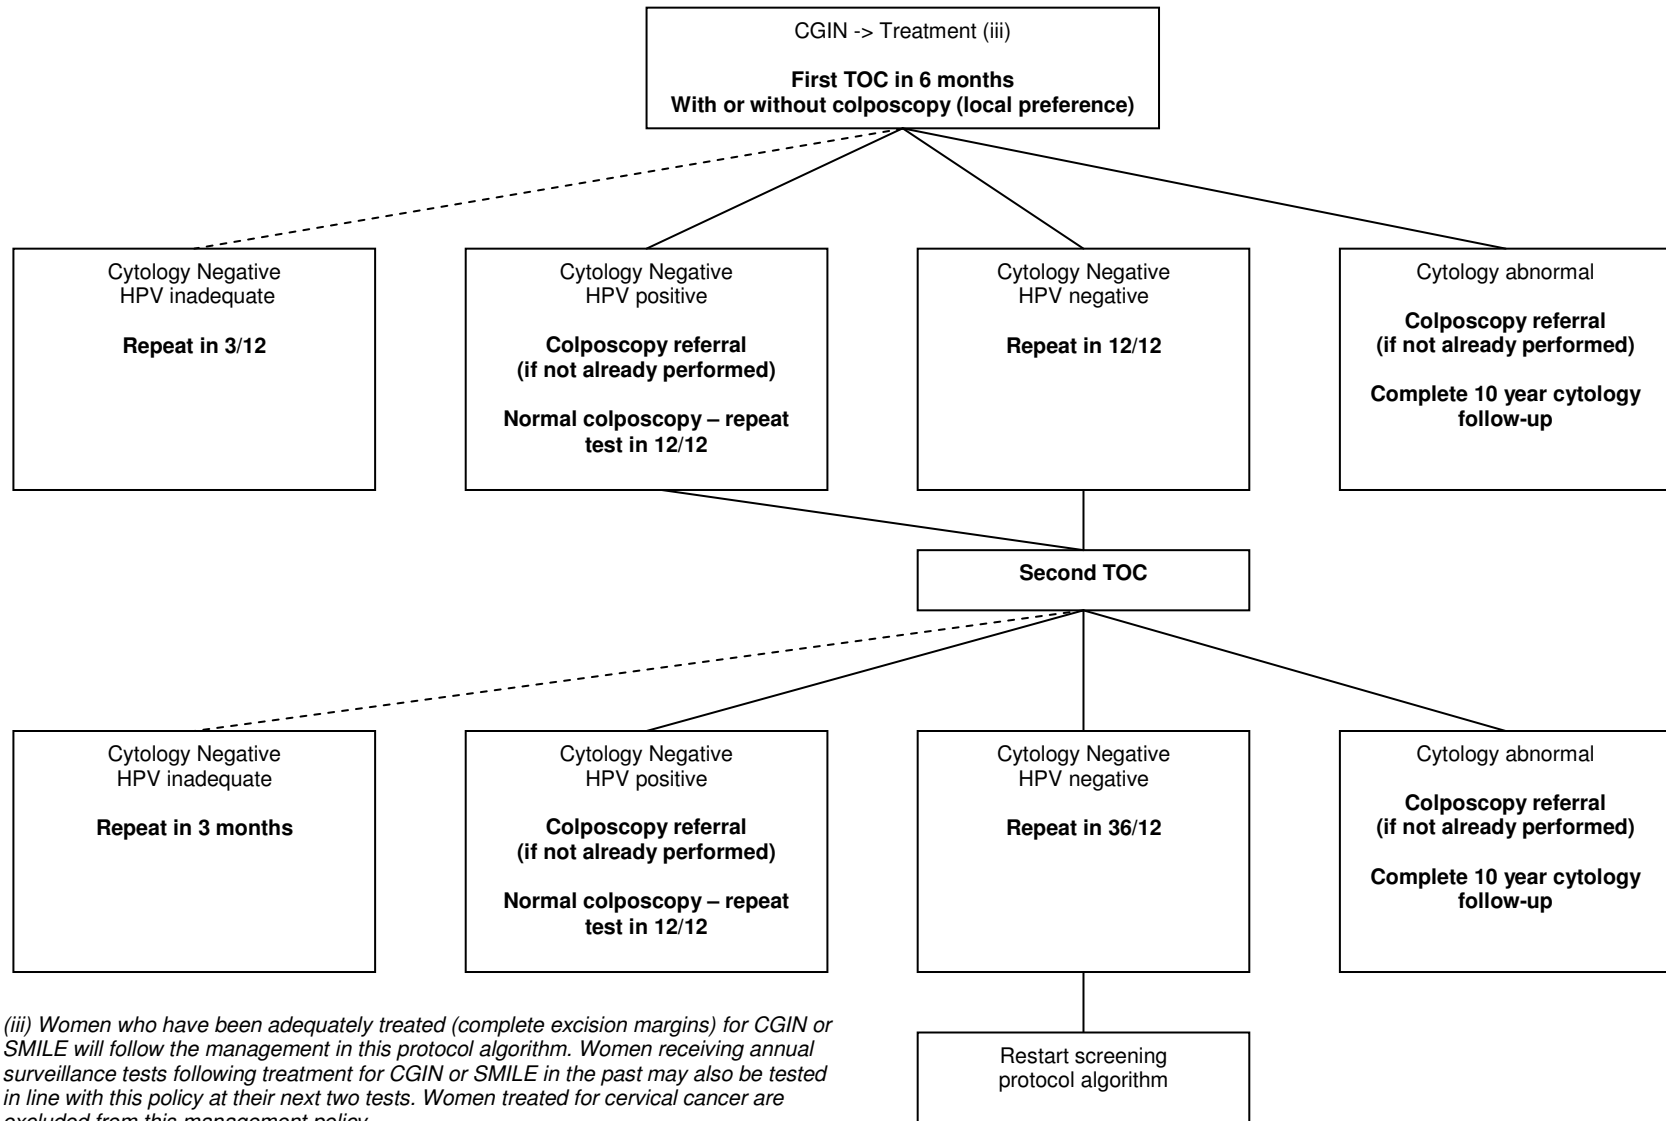 CGIN -> Treatment (iii)
First TOC in 6 months
With or without colposcopy (local preference)
Cytology Negative
HPV inadequate
Repeat in 3/12
Cytology Negative
HPV positive
Colposcopy referral
(if not already performed)
Normal colposcopy – repeat
test in 12/12
Cytology Negative
HPV negative
Repeat in 12/12
Cytology abnormal
Colposcopy referral
(if not already performed)
Complete 10 year cytology
follow-up
Second TOC
Cytology Negative
HPV inadequate
Repeat in 3 months
Cytology Negative
HPV positive
Colposcopy referral
(if not already performed)
Normal colposcopy – repeat
test in 12/12
Cytology Negative
HPV negative
Repeat in 36/12
Cytology abnormal
Colposcopy referral
(if not already performed)
Complete 10 year cytology
follow-up
(iii) Women who have been adequately treated (complete excision margins) for CGIN or
SMILE will follow the management in this protocol algorithm. Women receiving annual
surveillance tests following treatment for CGIN or SMILE in the past may also be tested
in line with this policy at their next two tests. Women treated for cervical cancer are
excluded from this management policy
Restart screening
protocol algorithm